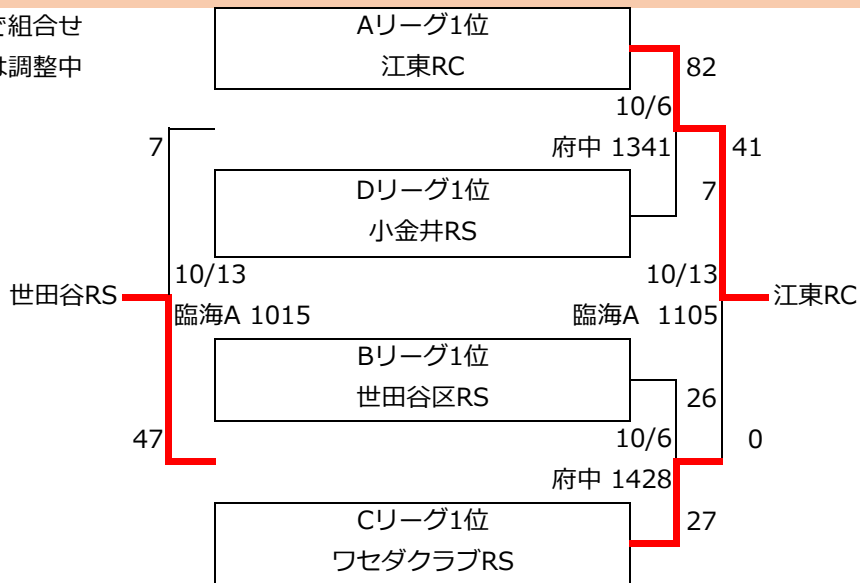 で組合せ
は調整中
Aリーグ1位
江東RC
82
10/6
府中 1341
7
41
Dリーグ1位
小金井RS
7
10/13
臨海A 1015
世田谷RS
10/13
臨海A 1105
江東RC
Bリーグ1位
世田谷区RS
26
47
10/6
0
府中 1428
Cリーグ1位
ワセダクラブRS
27